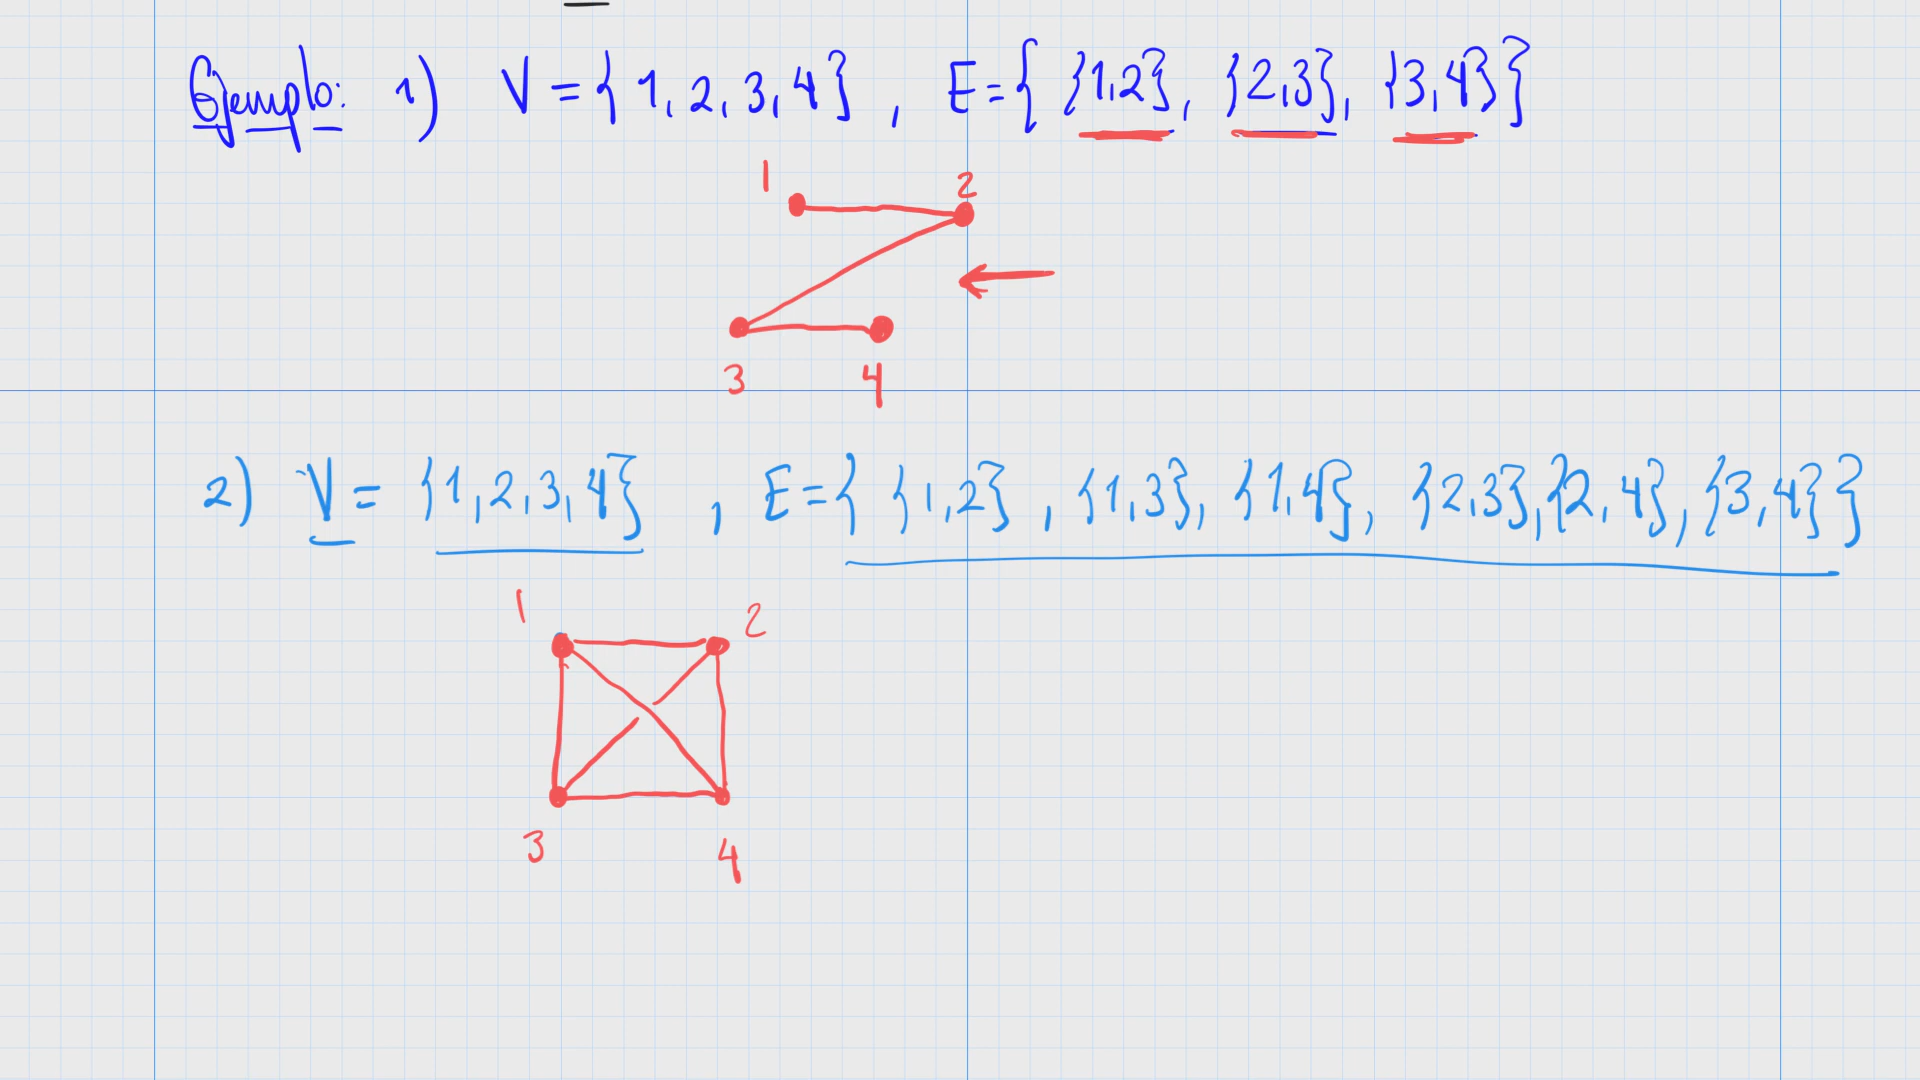 Ejemplo: 1) V = {1, 2, 3, 4}, E = { {1,2}, {2,3}, {3,4} }
1 2
3 4
2) V = {1, 2, 3, 4}, E = { {1,2}, {1,3}, {1,4}, {2,3}, {2,4}, {3,4} }
1 2
3 4